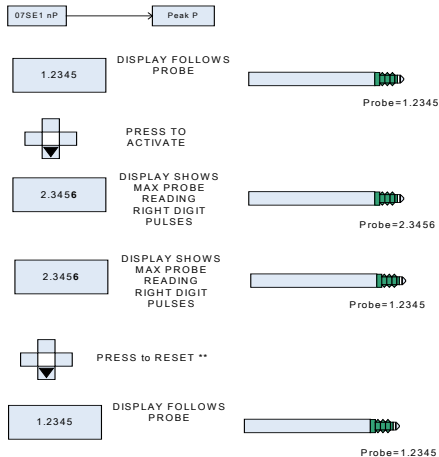 07SE1 nP
Peak P
1.2345
DISPLAY FOLLOWS
PROBE
Probe=1.2345
PRESS TO
ACTIVATE
2.3456
DISPLAY SHOWS
MAX PROBE
READING
RIGHT DIGIT
PULSES
Probe=2.3456
2.3456
DISPLAY SHOWS
MAX PROBE
READING
RIGHT DIGIT
PULSES
Probe=1.2345
PRESS to RESET **
1.2345
DISPLAY FOLLOWS
PROBE
Probe=1.2345